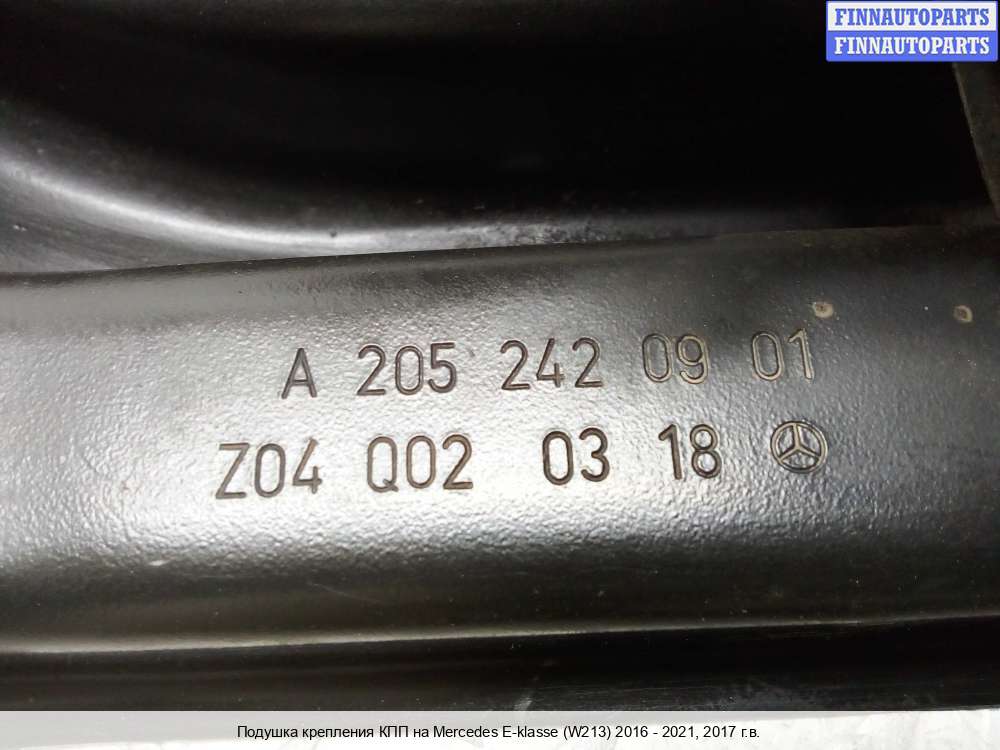 FINNAUTOPARTS
FINNAUTOPARTS
A 205 242 09 01
Z04 Q02 03 18
Подушка крепления КПП на Mercedes E-klasse (W213) 2016 - 2021, 2017 г.в.